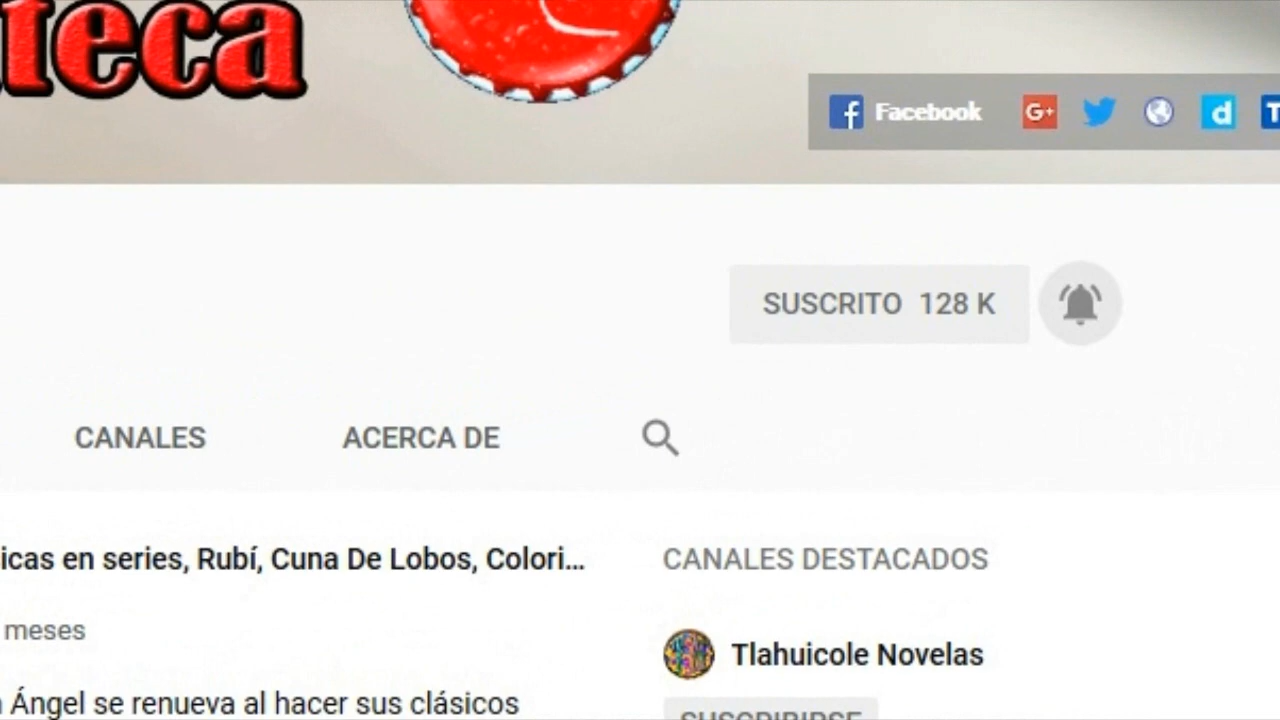 teca
Facebook
G+
d
T
SUSCRITO 128 K
CANALES ACERCA DE
icas en series, Rubí, Cuna De Lobos, Colori...
CANALES DESTACADOS
meses
Tlahuicole Novelas
Ángel se renueva al hacer sus clásicos
SUSCRIBIRSE